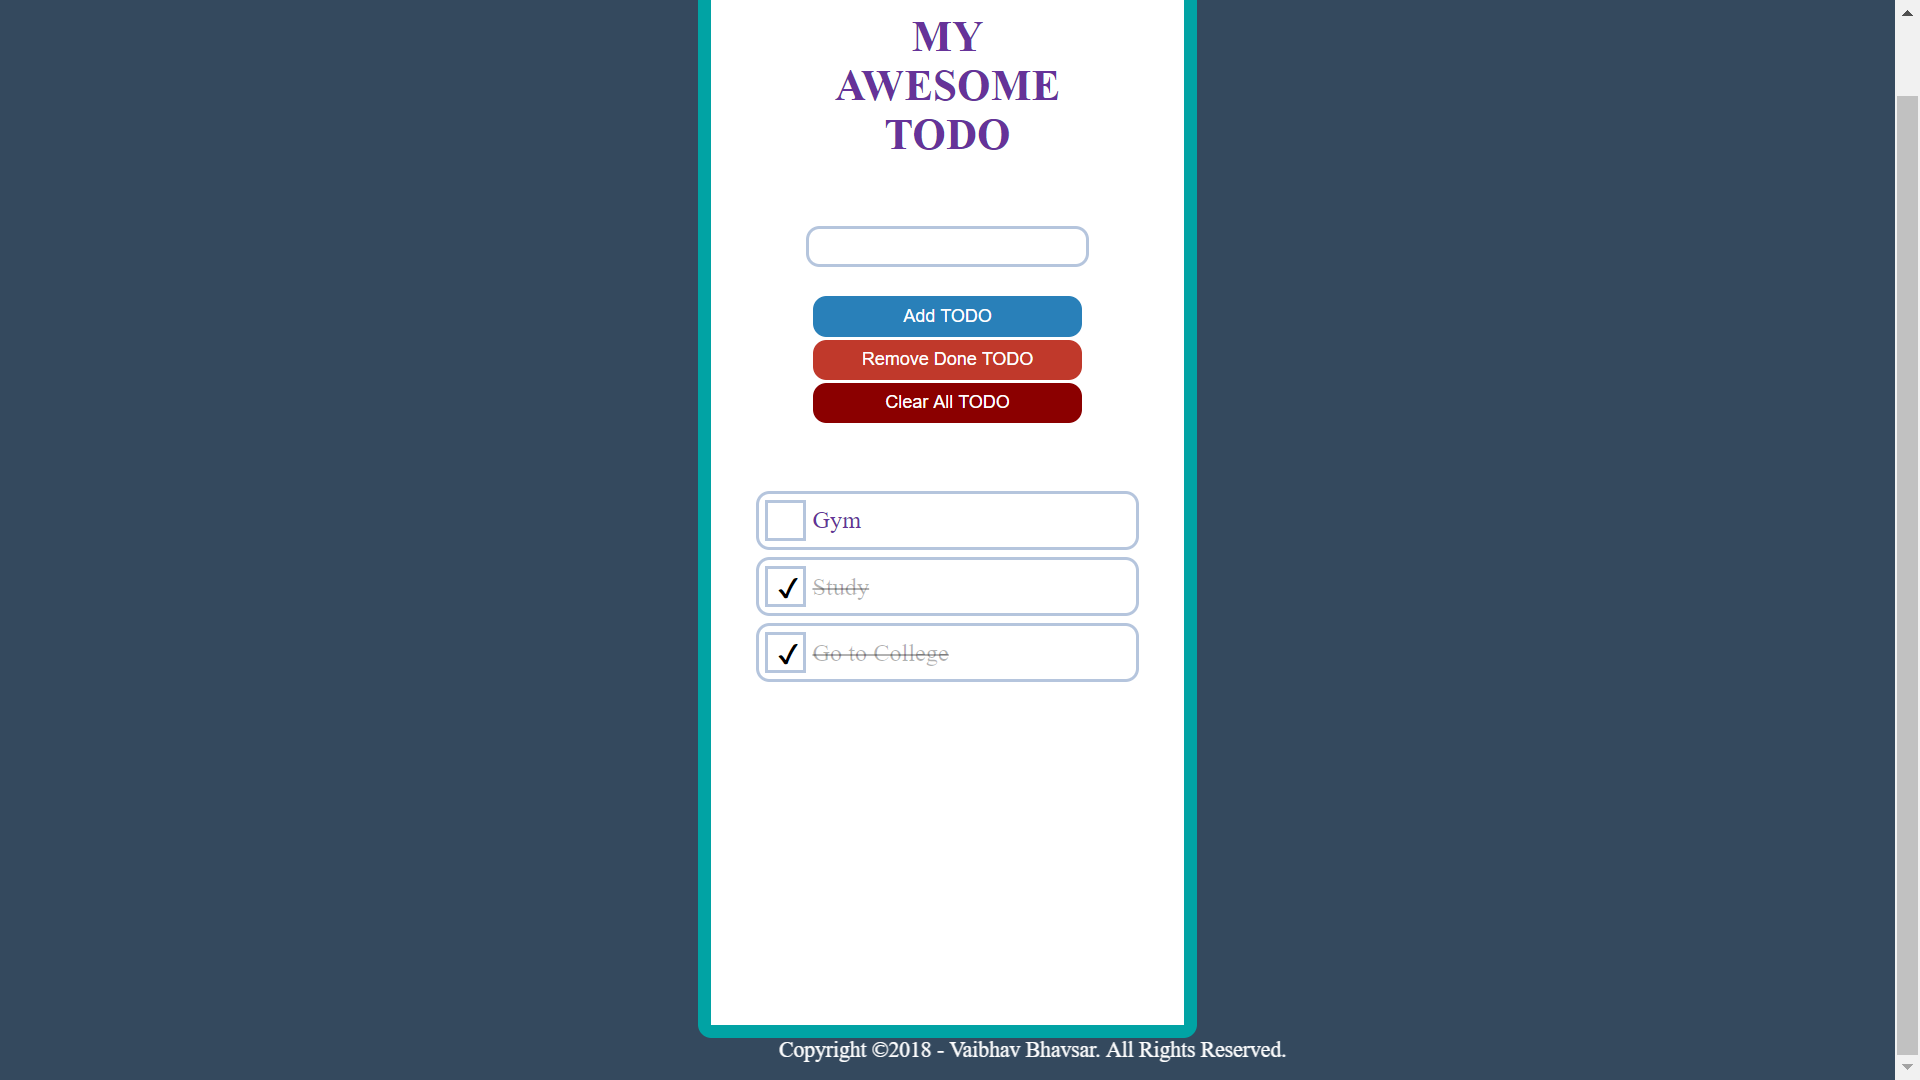 MY
AWESOME
TODO
Add TODO
Remove Done TODO
Clear All TODO
Gym
✓ Study
✓ Go to College
Copyright ©2018 - Vaibhav Bhavsar. All Rights Reserved.